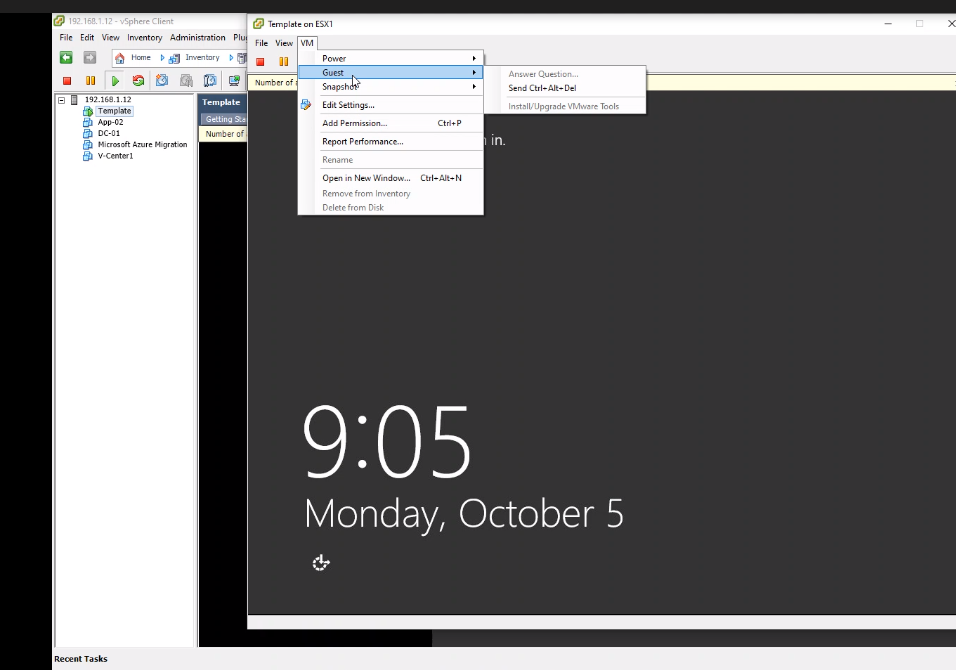 192.168.1.12 - vSphere Client
File Edit View Inventory Administration
Home Inventory
192.168.1.12
Template
App-02
DC-01
Microsoft Azure Migration
V-Center1
Template
Getting
Number of
Recent Tasks
Template on ESX1
File View VM
Number of
Power
Guest
Snapshot
Edit Settings...
Add Permission... Ctrl+P
Report Performance...
Rename
Open in New Window... Ctrl+Alt+N
Remove from Inventory
Delete from Disk
Answer Question...
Send Ctrl+Alt+Del
Install/Upgrade VMware Tools
in.
9:05
Monday, October 5